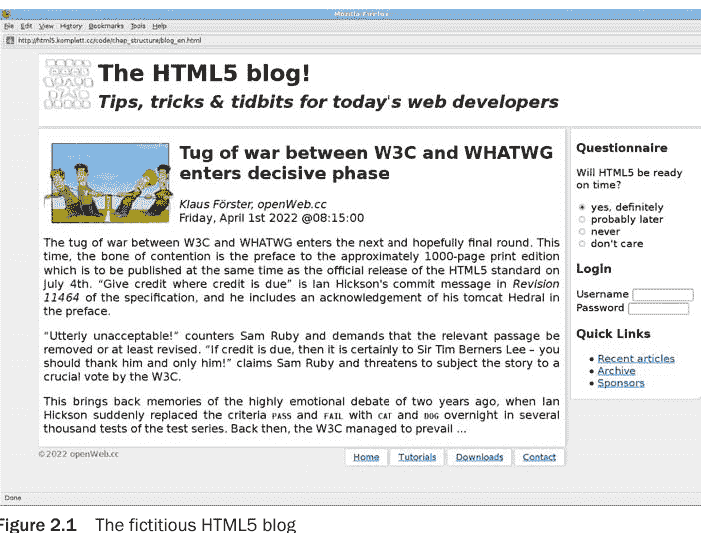 Mozilla Firefox
File Edit View History Bookmarks Tools Help
http://html5.komplett.cc/code/chap_structure/blog_en.html
The HTML5 blog!
Tips, tricks & tidbits for today's web developers
Tug of war between W3C and WHATWG
enters decisive phase
Klaus Förster, openWeb.cc
Friday, April 1st 2022 @08:15:00
The tug of war between W3C and WHATWG enters the next and hopefully final round. This
time, the bone of contention is the preface to the approximately 1000-page print edition
which is to be published at the same time as the official release of the HTML5 standard on
July 4th. “Give credit where credit is due” is Ian Hickson's commit message in Revision
11464 of the specification, and he includes an acknowledgement of his tomcat Hedral in
the preface.
“Utterly unacceptable!” counters Sam Ruby and demands that the relevant passage be
removed or at least revised. “If credit is due, then it is certainly to Sir Tim Berners Lee – you
should thank him and only him!” claims Sam Ruby and threatens to subject the story to a
crucial vote by the W3C.
This brings back memories of the highly emotional debate of two years ago, when Ian
Hickson suddenly replaced the criteria PASS and FAIL with CAT and DOG overnight in several
thousand tests of the test series. Back then, the W3C managed to prevail ...
Questionnaire
Will HTML5 be ready
on time?
yes, definitely
probably later
never
don't care
Login
Username
Password
Quick Links
Recent articles
Archive
Sponsors
©2022 openWeb.cc
Home Tutorials Downloads Contact
Done
Figure 2.1 The fictitious HTML5 blog